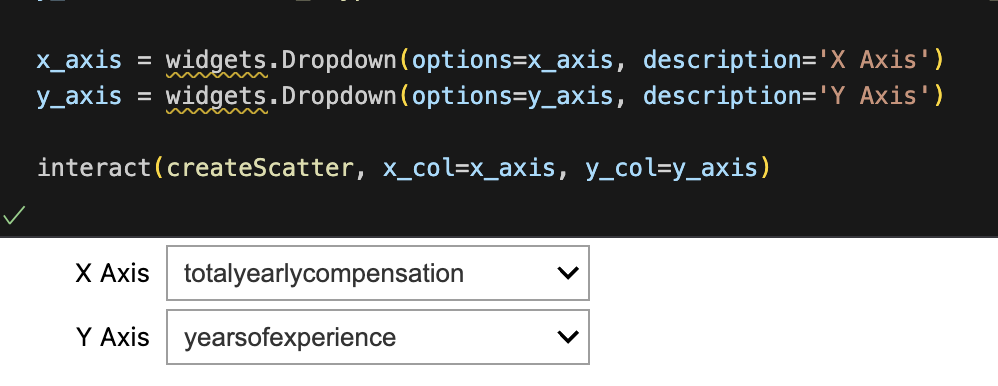 x_axis = widgets.Dropdown(options=x_axis, description='X Axis')
y_axis = widgets.Dropdown(options=y_axis, description='Y Axis')
interact(createScatter, x_col=x_axis, y_col=y_axis)
X Axis totalyearlycompensation
Y Axis yearsofexperience